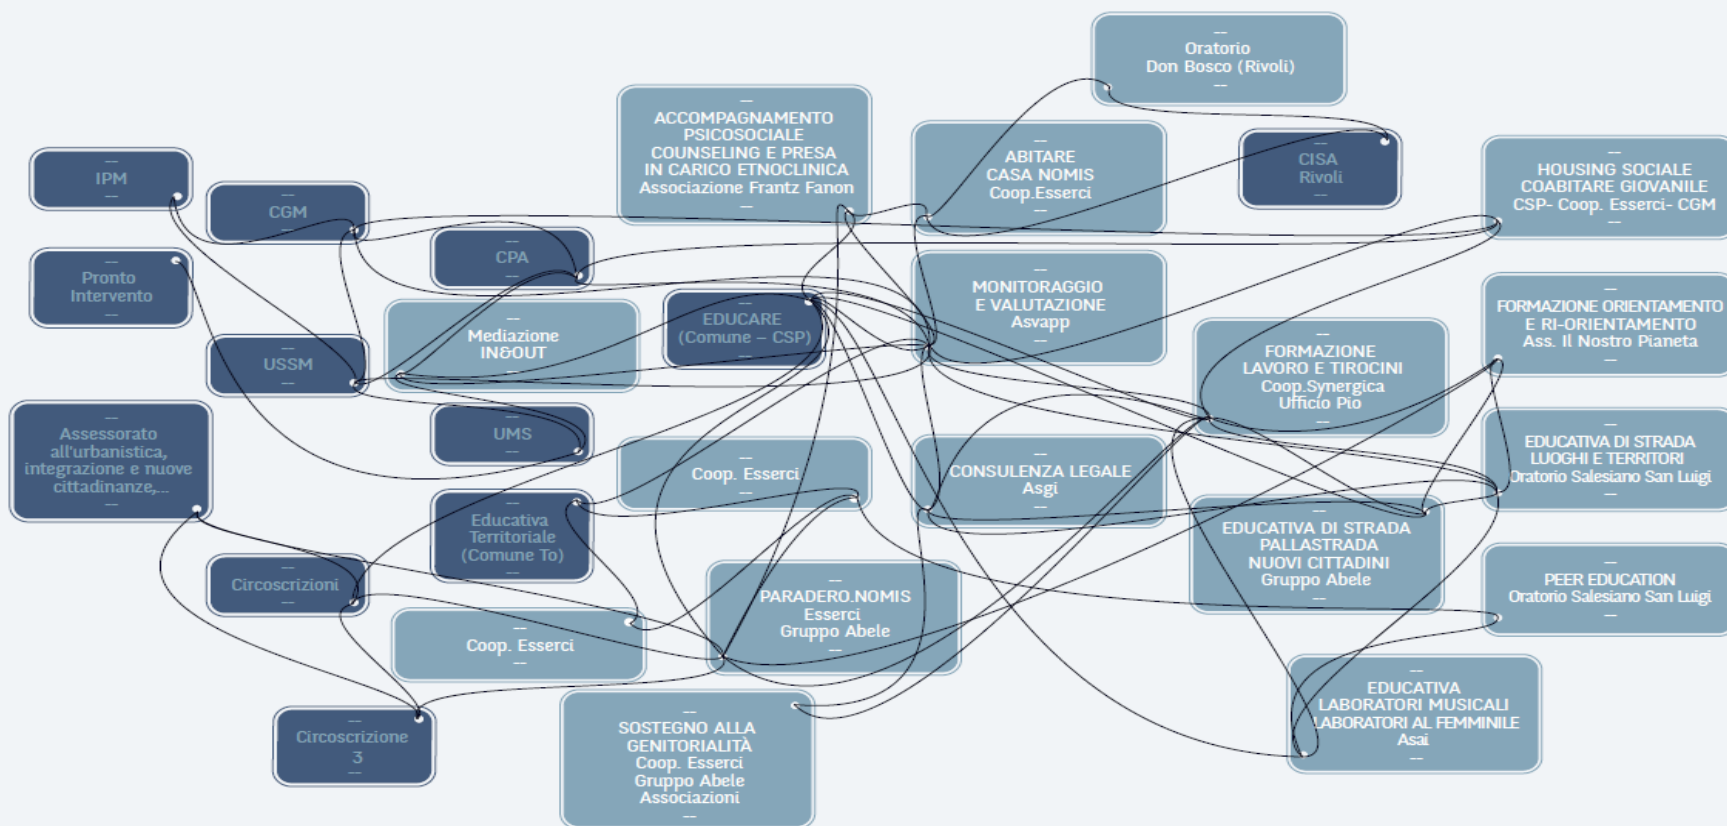 --
Oratorio
Don Bosco (Rivoli)
--
--
ACCOMPAGNAMENTO
PSICOSOCIALE
COUNSELING E PRESA
IN CARICO ETNOCLINICA
Associazione Frantz Fanon
--
--
ABITARE
CASA NOMIS
Coop.Esserci
--
--
CISA
Rivoli
--
--
HOUSING SOCIALE
COABITARE GIOVANILE
CSP- Coop. Esserci- CGM
--
--
IPM
--
--
CGM
--
--
CPA
--
--
Pronto
Intervento
--
--
MONITORAGGIO
E VALUTAZIONE
Asvapp
--
--
FORMAZIONE ORIENTAMENTO
E RI-ORIENTAMENTO
Ass. Il Nostro Pianeta
--
--
Mediazione
IN&OUT
--
--
EDUCARE
(Comune – CSP)
--
--
USSM
--
--
FORMAZIONE
LAVORO E TIROCINI
Coop.Synergica
Ufficio Pio
--
--
Assessorato
all'urbanistica,
integrazione e nuove
cittadinanze,...
--
--
UMS
--
--
Coop. Esserci
--
--
CONSULENZA LEGALE
Asgi
--
--
EDUCATIVA DI STRADA
LUOGHI E TERRITORI
Oratorio Salesiano San Luigi
--
--
Educativa
Territoriale
(Comune To)
--
--
EDUCATIVA DI STRADA
PALLASTRADA
NUOVI CITTADINI
Gruppo Abele
--
--
Circoscrizioni
--
--
PARADERO.NOMIS
Esserci
Gruppo Abele
--
--
PEER EDUCATION
Oratorio Salesiano San Luigi
--
--
Coop. Esserci
--
--
EDUCATIVA
LABORATORI MUSICALI
LABORATORI AL FEMMINILE
Asai
--
--
Circoscrizione
3
--
--
SOSTEGNO ALLA
GENITORIALITÀ
Coop. Esserci
Gruppo Abele
Associazioni
--